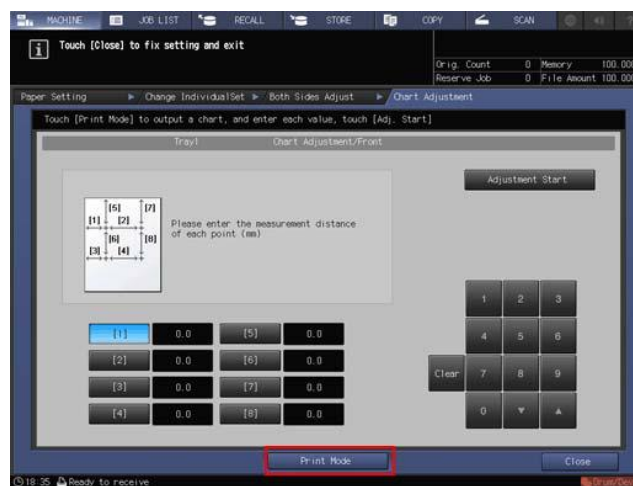 MACHINE JOB LIST RECALL STORE COPY SCAN
Touch [Close] to fix setting and exit
Orig. Count 0 Memory 100.00
Reserve Job 0 File Amount 100.00
Paper Setting Change IndividualSet Both Sides Adjust Chart Adjustment
Touch [Print Mode] to output a chart, and enter each value, touch [Adj. Start]
Tray1 Chart Adjustment/Front
Adjustment Start
[5] [7]
[1] [2]
[6] [8]
[3] [4]
Please enter the measurement distance
of each point (mm)
1 2 3
[1] 0.0 [5] 0.0
4 5 6
[2] 0.0 [6] 0.0
Clear 7 8 9
[3] 0.0 [7] 0.0
[4] 0.0 [8] 0.0
0
Print Mode Close
18:35 Ready to receive Drum/Dev